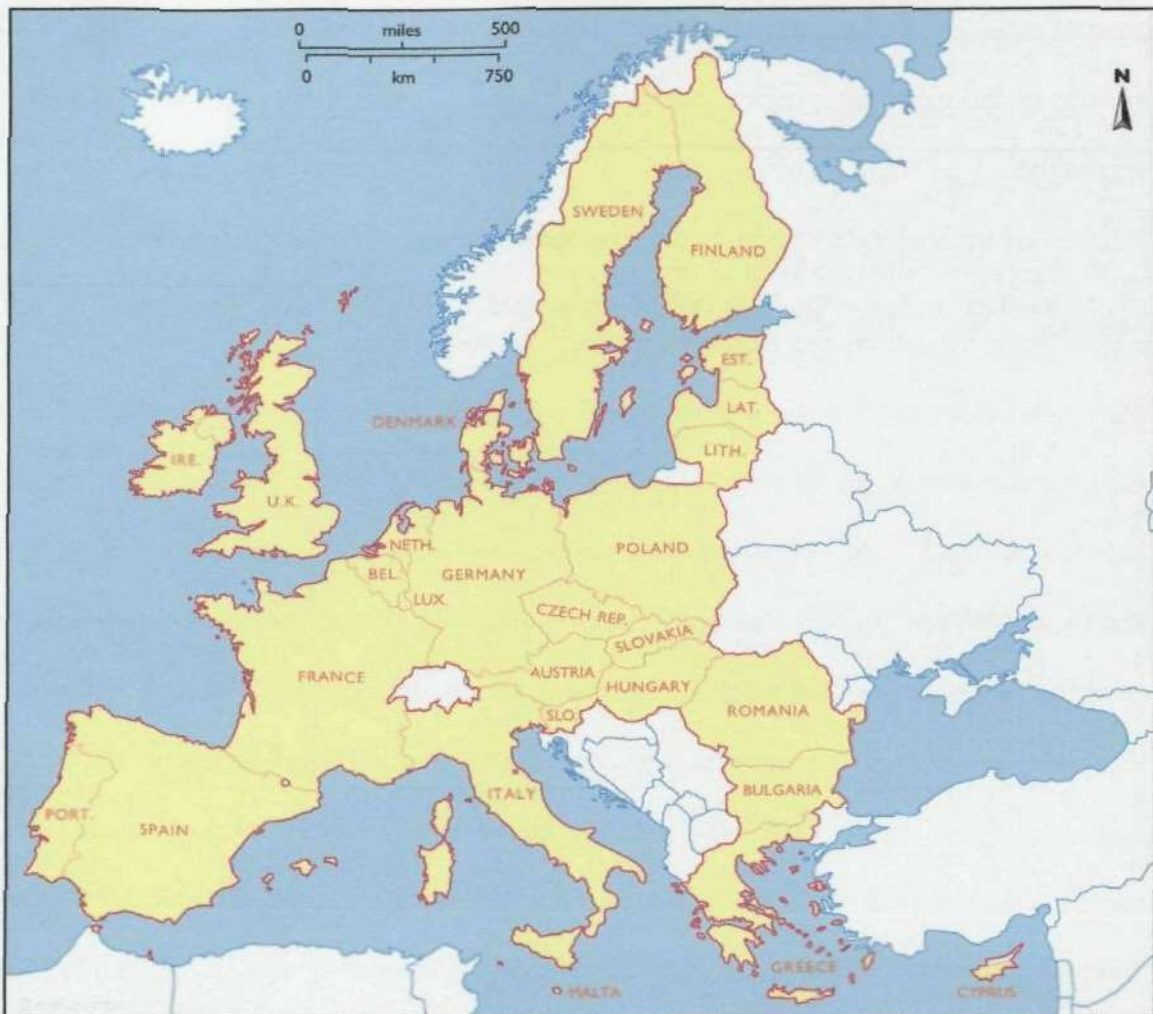 0 miles 500
0 km 750
N
SWEDEN
FINLAND
EST.
DENMARK
LAT.
IRE.
LITH.
U.K.
NETH.
POLAND
BEL.
GERMANY
LUX.
CZECH REP.
SLOVAKIA
FRANCE
AUSTRIA
HUNGARY
SLO.
ROMANIA
ITALY
BULGARIA
PORT.
SPAIN
GREECE
MALTA
CYPRUS